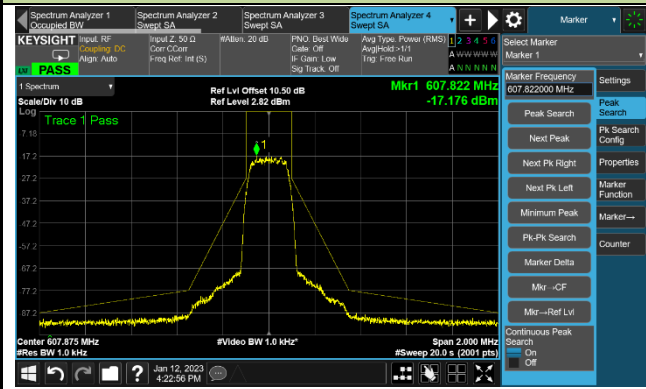 Spectrum Analyzer 1
Occupied BW
Spectrum Analyzer 2
Swept SA
Spectrum Analyzer 3
Swept SA
Spectrum Analyzer 4
Swept SA
Marker
KEYSIGHT
Input: RF
Coupling: DC
Align: Auto
Input Z: 50 Ω
Corr CCorr
Freq Ref: Int (S)
#Atten: 20 dB
PNO: Best Wide
Gate: Off
IF Gain: Low
Sig Track: Off
Avg Type: Power (RMS)
Avg|Hold:>1/1
Trig: Free Run
1 2 3 4 5 6
A W W W W W
A N N N N N
LXI
PASS
Select Marker
Marker 1
1 Spectrum
Scale/Div 10 dB
Ref Lvl Offset 10.50 dB
Ref Level 2.82 dBm
Mkr1 607.822 MHz
-17.176 dBm
Log
Trace 1 Pass
1
-7.18
-17.2
-27.2
-37.2
-47.2
-57.2
-67.2
-77.2
-87.2
Center 607.875 MHz
#Res BW 1.0 kHz
#Video BW 1.0 kHz*
Span 2.000 MHz
#Sweep 20.0 s (2001 pts)
Marker Frequency
607.822000 MHz
Peak Search
Next Peak
Next Pk Right
Next Pk Left
Minimum Peak
Pk-Pk Search
Marker Delta
Mkr→CF
Mkr→Ref Lvl
Continuous Peak
Search
On
Off
Settings
Peak
Search
Pk Search
Config
Properties
Marker
Function
Marker→
Counter
Jan 12, 2023
4:22:56 PM